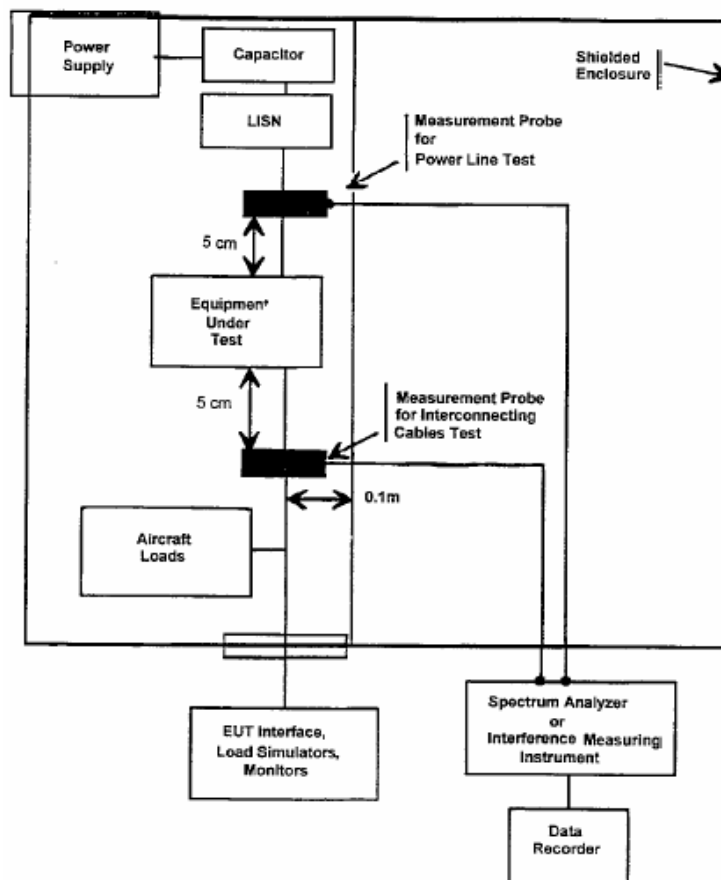 Power
Supply
Capacitor
Shielded
Enclosure
LISN
Measurement Probe
for
Power Line Test
5 cm
Equipment
Under
Test
5 cm
Measurement Probe
for Interconnecting
Cables Test
0.1m
Aircraft
Loads
EUT Interface,
Load Simulators,
Monitors
Spectrum Analyzer
or
Interference Measuring
Instrument
Data
Recorder